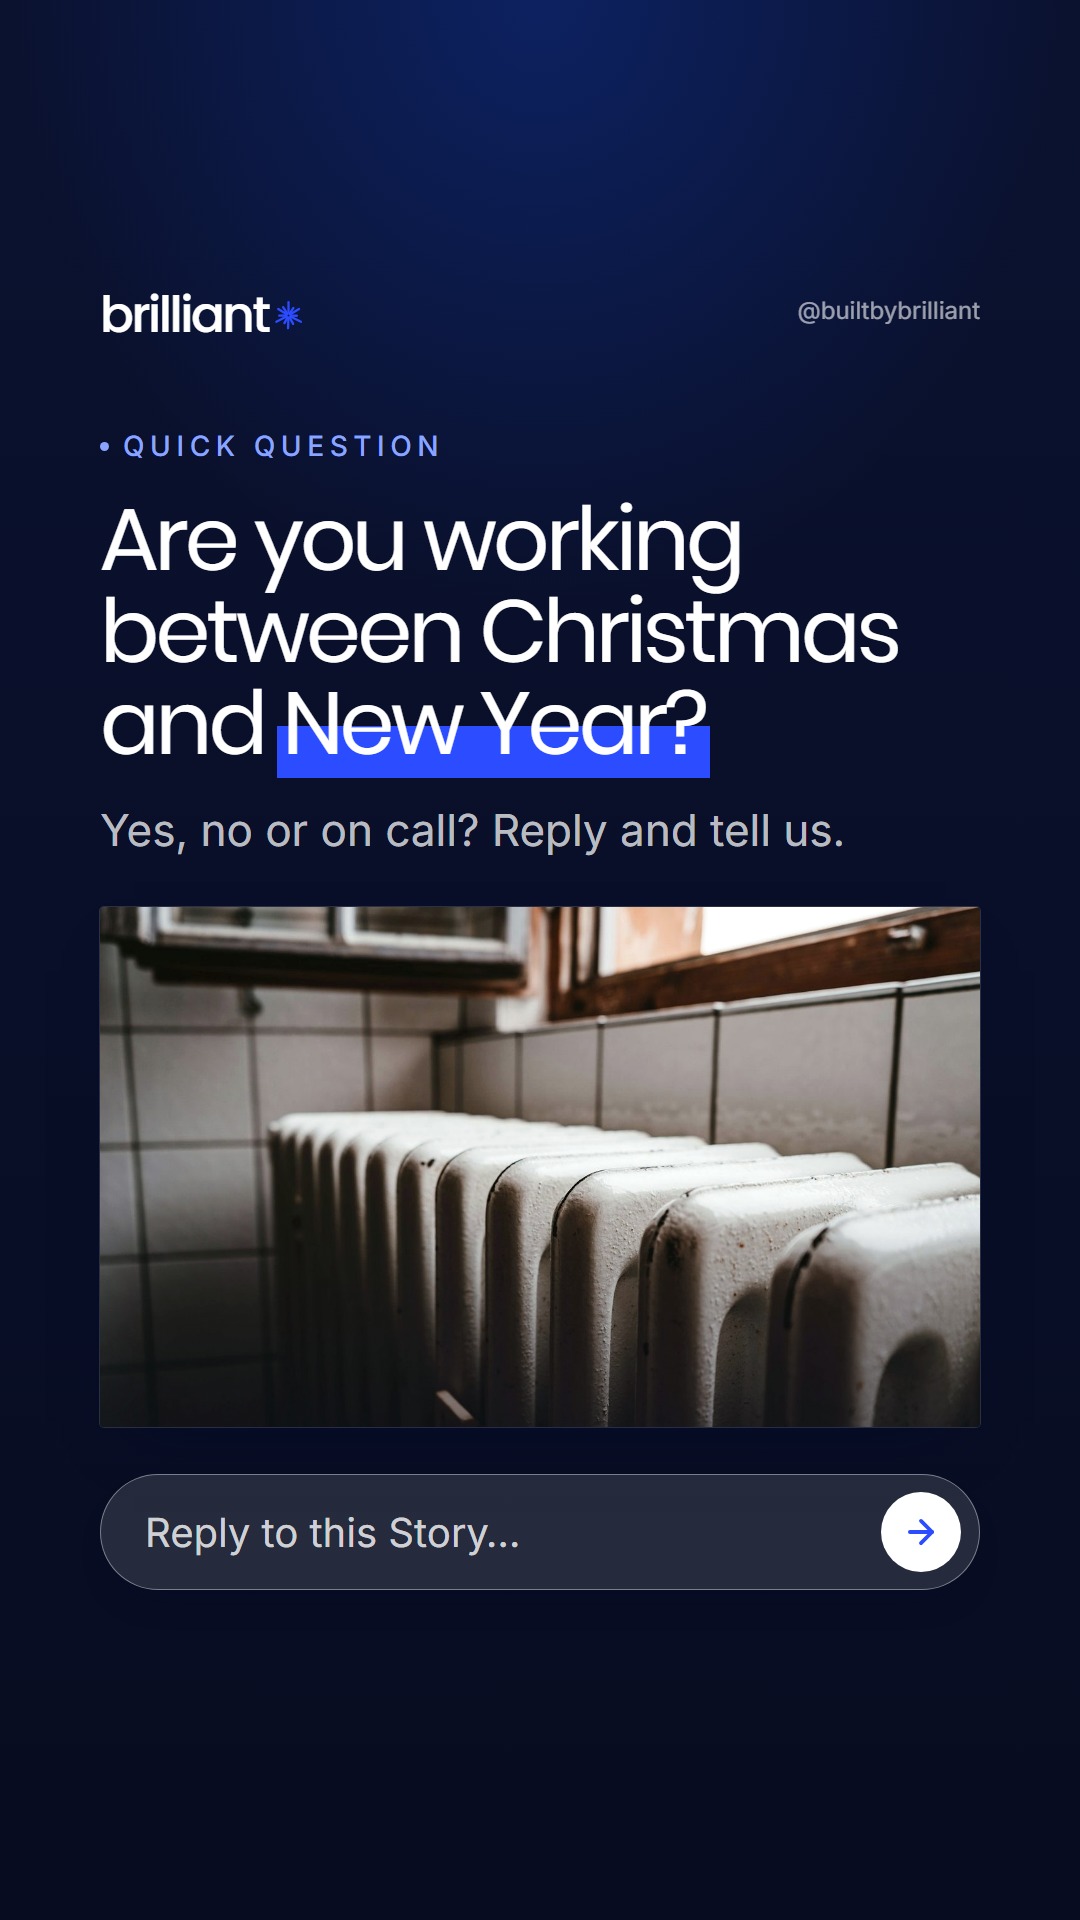 brilliant
@builtbybrilliant
QUICK QUESTION
Are you working
between Christmas
and New Year?
Yes, no or on call? Reply and tell us.
Reply to this Story...